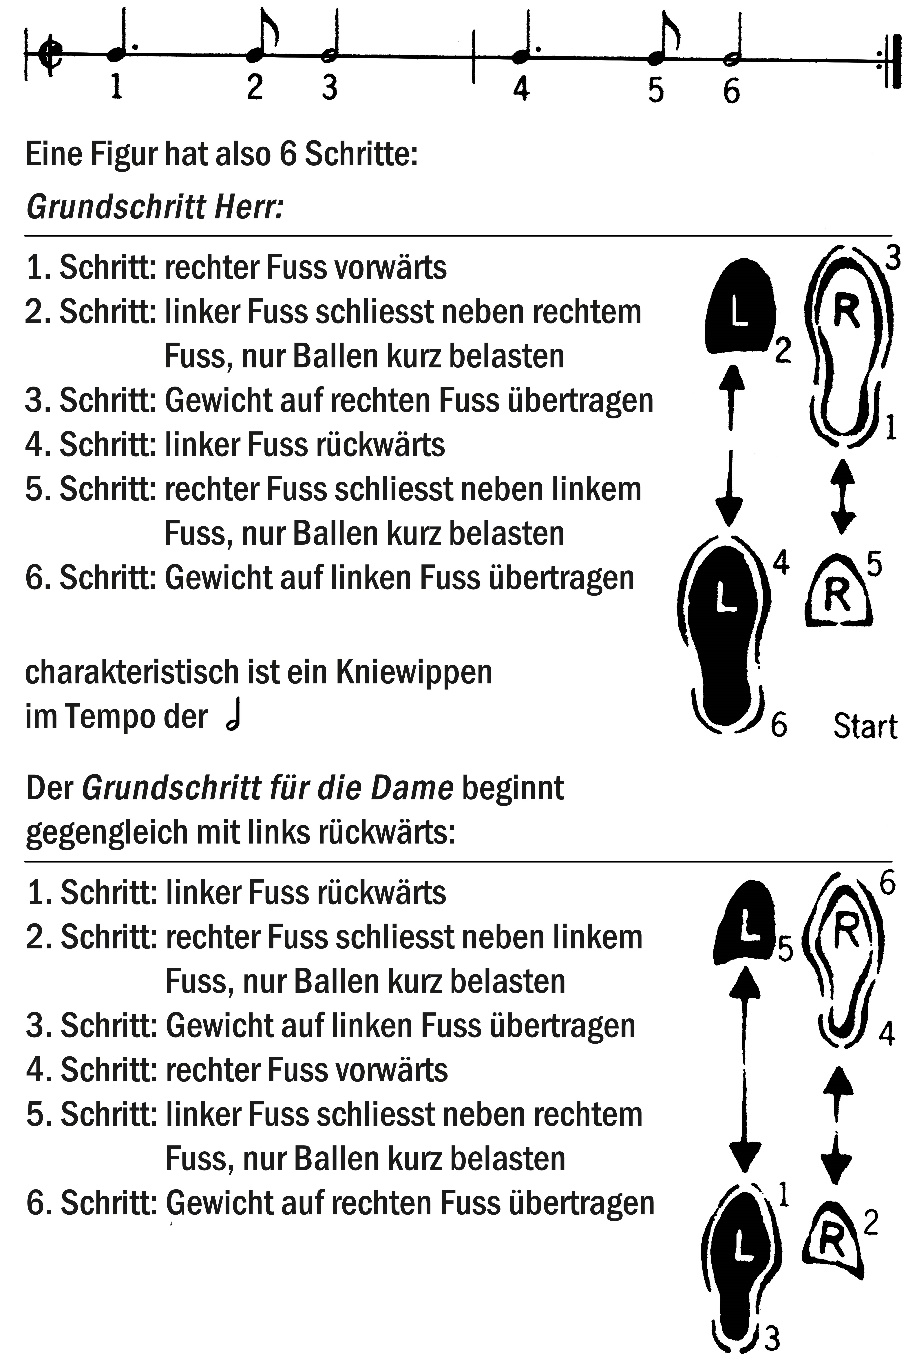 1 2 3 4 5 6
Eine Figur hat also 6 Schritte:
Grundschritt Herr:
1. Schritt: rechter Fuss vorwärts
2. Schritt: linker Fuss schliesst neben rechtem
Fuss, nur Ballen kurz belasten
3. Schritt: Gewicht auf rechten Fuss übertragen
4. Schritt: linker Fuss rückwärts
5. Schritt: rechter Fuss schliesst neben linkem
Fuss, nur Ballen kurz belasten
6. Schritt: Gewicht auf linken Fuss übertragen
L 2
R 3
1
L 4
6
R 5
Start
charakteristisch ist ein Kniewippen
im Tempo der
Der Grundschritt für die Dame beginnt
gegengleich mit links rückwärts:
1. Schritt: linker Fuss rückwärts
2. Schritt: rechter Fuss schliesst neben linkem
Fuss, nur Ballen kurz belasten
3. Schritt: Gewicht auf linken Fuss übertragen
4. Schritt: rechter Fuss vorwärts
5. Schritt: linker Fuss schliesst neben rechtem
Fuss, nur Ballen kurz belasten
6. Schritt: Gewicht auf rechten Fuss übertragen
L 5
R 6
4
L 1
3
R 2